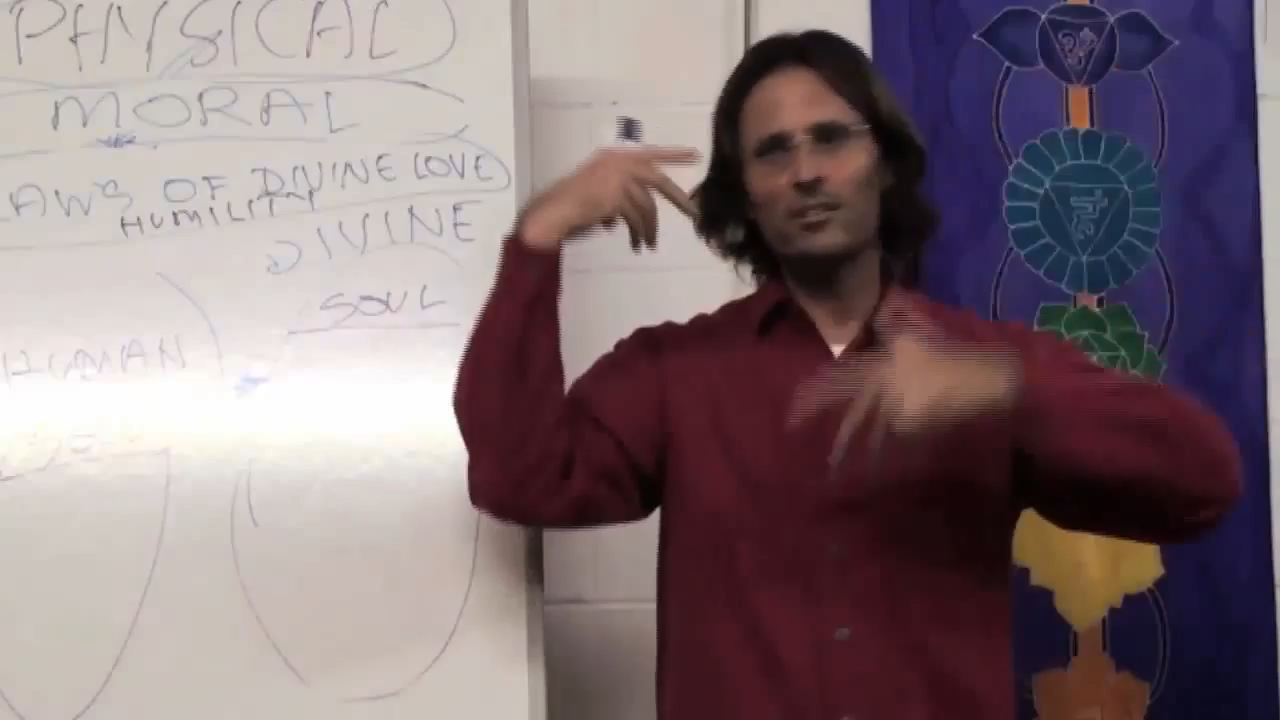 PHYSICAL
MORAL
LAWS OF DIVINE LOVE
HUMILITY
DIVINE
SOUL
HUMAN